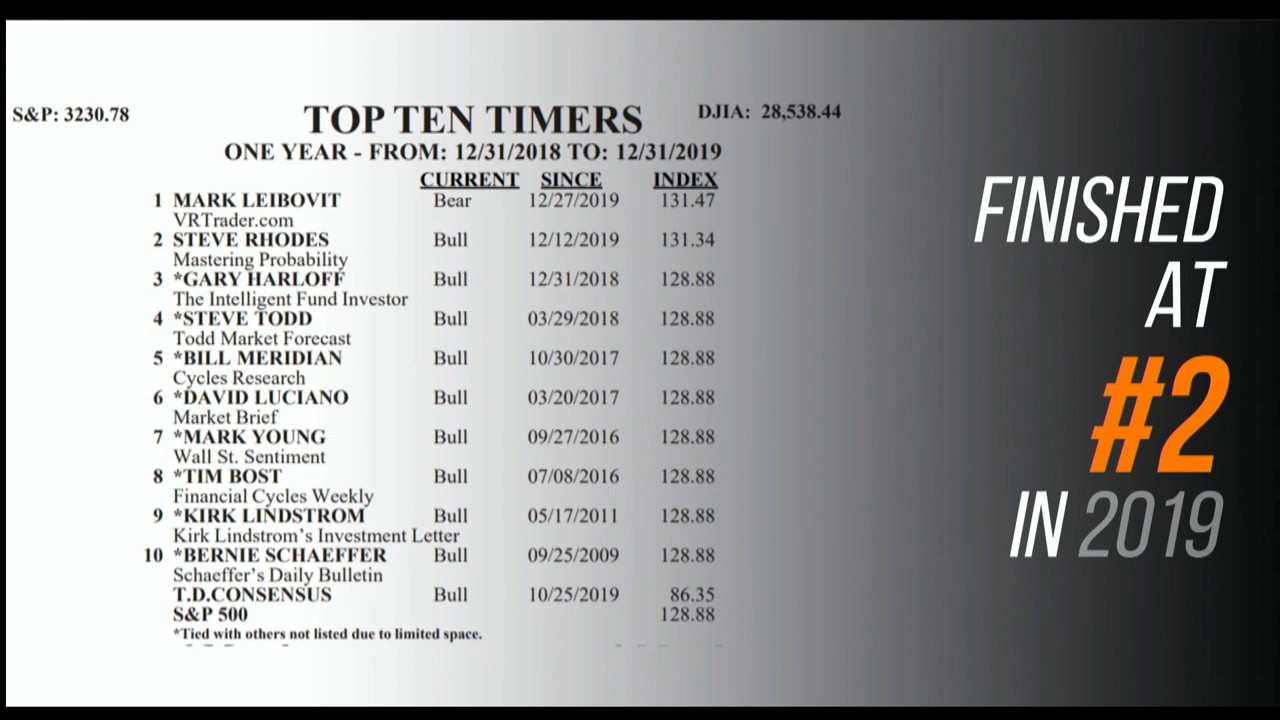 S&P: 3230.78
TOP TEN TIMERS
DJIA: 28,538.44
ONE YEAR - FROM: 12/31/2018 TO: 12/31/2019
CURRENT SINCE INDEX
1 MARK LEIBOVIT Bear 12/27/2019 131.47
VRTrader.com
2 STEVE RHODES Bull 12/12/2019 131.34
Mastering Probability
3 *GARY HARLOFF Bull 12/31/2018 128.88
The Intelligent Fund Investor
4 *STEVE TODD Bull 03/29/2018 128.88
Todd Market Forecast
5 *BILL MERIDIAN Bull 10/30/2017 128.88
Cycles Research
6 *DAVID LUCIANO Bull 03/20/2017 128.88
Market Brief
7 *MARK YOUNG Bull 09/27/2016 128.88
Wall St. Sentiment
8 *TIM BOST Bull 07/08/2016 128.88
Financial Cycles Weekly
9 *KIRK LINDSTROM Bull 05/17/2011 128.88
Kirk Lindstrom's Investment Letter
10 *BERNIE SCHAEFFER Bull 09/25/2009 128.88
Schaeffer's Daily Bulletin
T.D.CONSENSUS Bull 10/25/2019 86.35
S&P 500 128.88
*Tied with others not listed due to limited space.
FINISHED
AT
#2
IN 2019